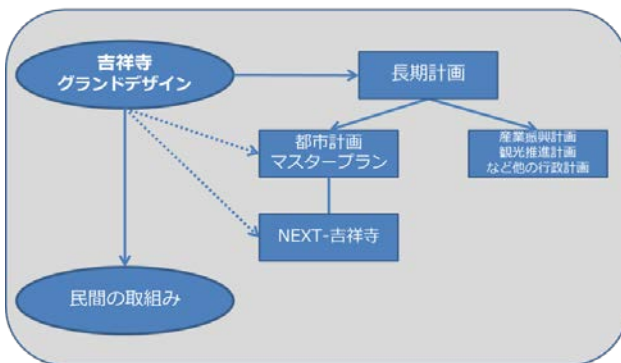 吉祥寺
グランドデザイン
長期計画
都市計画
マスタープラン
産業振興計画
観光推進計画
など他の行政計画
NEXT-吉祥寺
民間の取組み